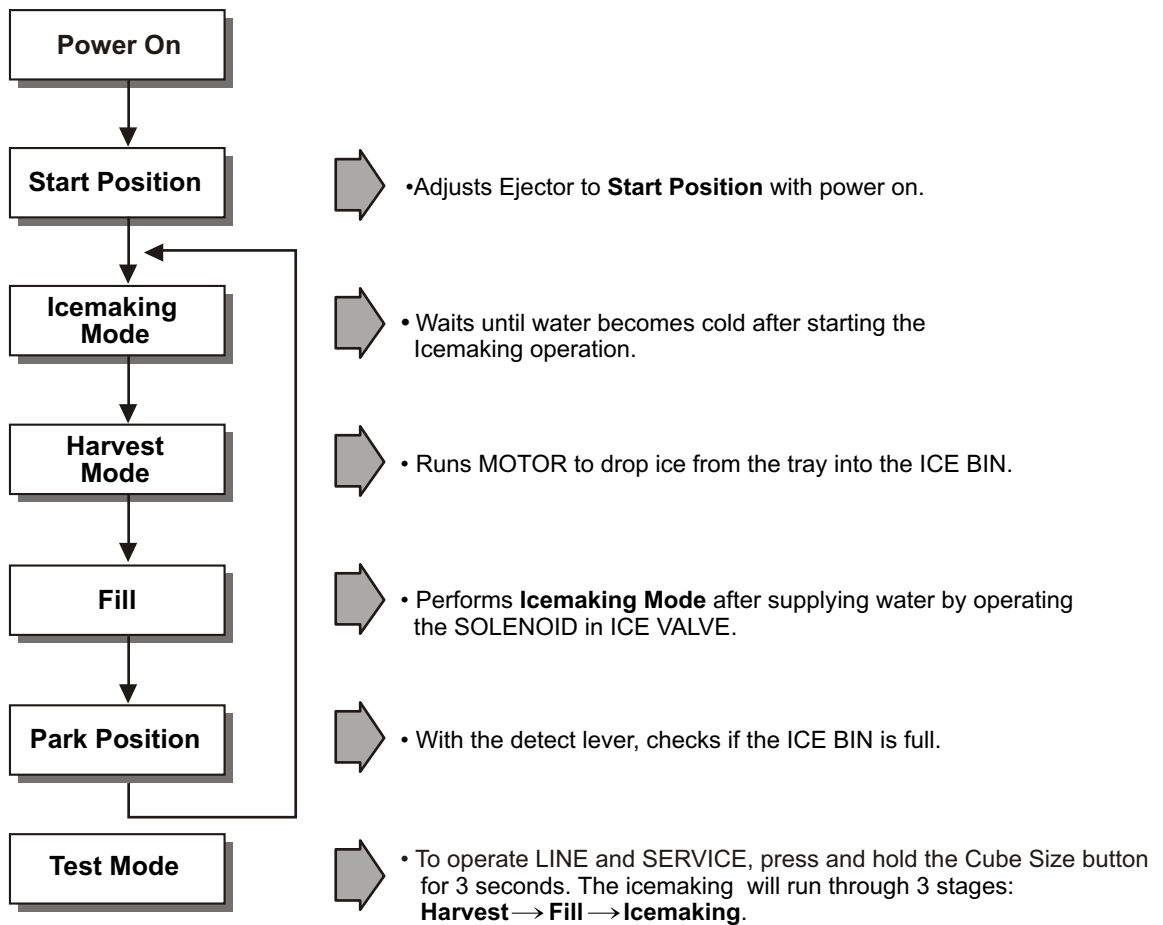 Power On
Start Position
•Adjusts Ejector to Start Position with power on.
Icemaking
Mode
• Waits until water becomes cold after starting the
Icemaking operation.
Harvest
Mode
• Runs MOTOR to drop ice from the tray into the ICE BIN.
Fill
• Performs Icemaking Mode after supplying water by operating
the SOLENOID in ICE VALVE.
Park Position
• With the detect lever, checks if the ICE BIN is full.
Test Mode
• To operate LINE and SERVICE, press and hold the Cube Size button
for 3 seconds. The icemaking  will run through 3 stages:
Harvest→Fill→Icemaking.